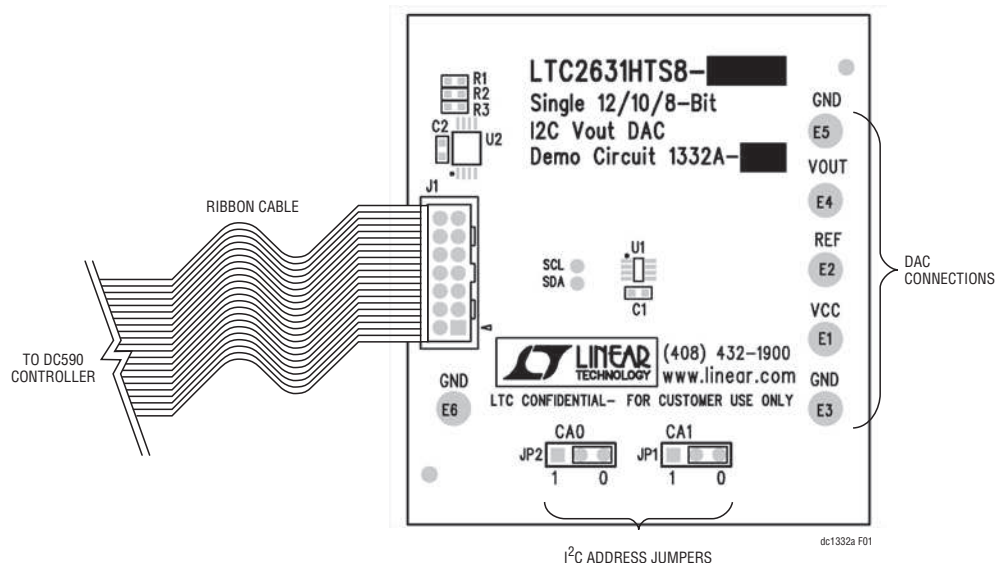 LTC2631HTS8-
Single 12/10/8-Bit
I2C Vout DAC
Demo Circuit 1332A-
R1
R2
R3
C2
U2
J1
RIBBON CABLE
TO DC590
CONTROLLER
SCL
SDA
U1
C1
GND
E5
VOUT
E4
REF
E2
VCC
E1
GND
E3
DAC
CONNECTIONS
LINEAR
TECHNOLOGY
(408) 432-1900
www.linear.com
LTC CONFIDENTIAL- FOR CUSTOMER USE ONLY
GND
E6
CA0
JP2
1 0
CA1
JP1
1 0
I2C ADDRESS JUMPERS
dc1332a F01